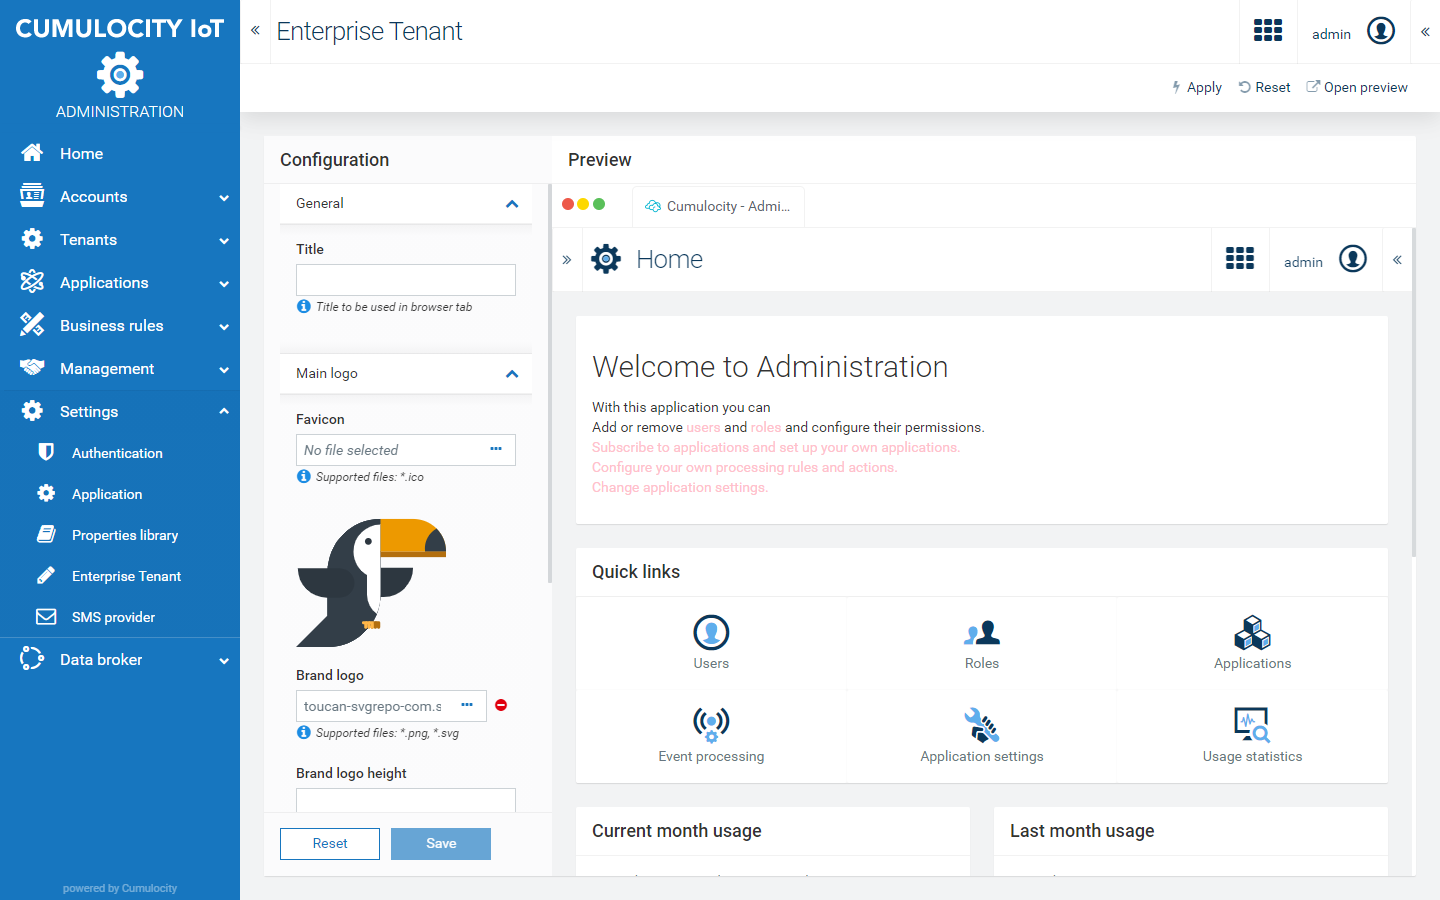 CUMULOCITY IoT
ADMINISTRATION
Home
Accounts
Tenants
Applications
Business rules
Management
Settings
Authentication
Application
Properties library
Enterprise Tenant
SMS provider
Data broker
powered by Cumulocity
Enterprise Tenant
admin
Apply Reset Open preview
Configuration
General
Title
Title to be used in browser tab
Main logo
Favicon
No file selected
Supported files: *.ico
Brand logo
toucan-svgrepo-com.s
Supported files: *.png, *.svg
Brand logo height
Reset Save
Preview
Cumulocity - Admi...
Home
admin
Welcome to Administration
With this application you can
Add or remove users and roles and configure their permissions.
Subscribe to applications and set up your own applications.
Configure your own processing rules and actions.
Change application settings.
Quick links
Users Roles Applications
Event processing Application settings Usage statistics
Current month usage Last month usage